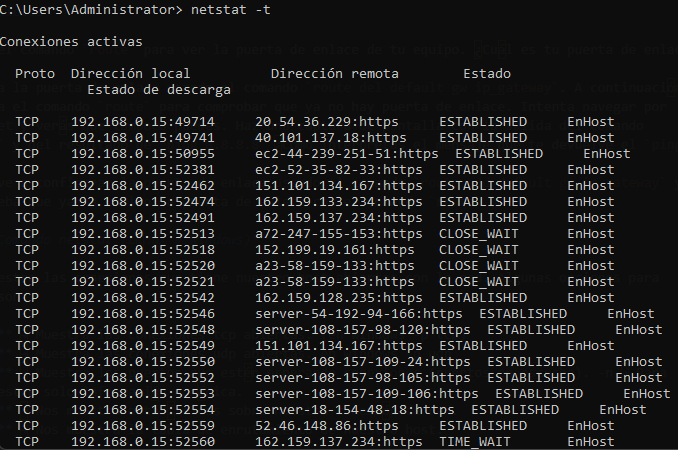 C:\Users\Administrator> netstat -t
Conexiones activas
Proto Dirección local Dirección remota Estado
Estado de descarga
TCP 192.168.0.15:49714 20.54.36.229:https ESTABLISHED EnHost
TCP 192.168.0.15:49741 40.101.137.18:https ESTABLISHED EnHost
TCP 192.168.0.15:50955 ec2-44-239-251-51:https ESTABLISHED EnHost
TCP 192.168.0.15:52381 ec2-52-35-82-33:https ESTABLISHED EnHost
TCP 192.168.0.15:52462 151.101.134.167:https ESTABLISHED EnHost
TCP 192.168.0.15:52474 162.159.133.234:https ESTABLISHED EnHost
TCP 192.168.0.15:52491 162.159.137.234:https ESTABLISHED EnHost
TCP 192.168.0.15:52513 a72-247-155-153:https CLOSE_WAIT EnHost
TCP 192.168.0.15:52518 152.199.19.161:https CLOSE_WAIT EnHost
TCP 192.168.0.15:52520 a23-58-159-133:https CLOSE_WAIT EnHost
TCP 192.168.0.15:52521 a23-58-159-133:https CLOSE_WAIT EnHost
TCP 192.168.0.15:52542 162.159.128.235:https ESTABLISHED EnHost
TCP 192.168.0.15:52546 server-54-192-94-166:https ESTABLISHED EnHost
TCP 192.168.0.15:52548 server-108-157-98-120:https ESTABLISHED EnHost
TCP 192.168.0.15:52549 151.101.134.167:https ESTABLISHED EnHost
TCP 192.168.0.15:52550 server-108-157-109-24:https ESTABLISHED EnHost
TCP 192.168.0.15:52552 server-108-157-98-105:https ESTABLISHED EnHost
TCP 192.168.0.15:52553 server-108-157-109-106:https ESTABLISHED EnHost
TCP 192.168.0.15:52554 server-18-154-48-18:https ESTABLISHED EnHost
TCP 192.168.0.15:52559 52.46.148.86:https ESTABLISHED EnHost
TCP 192.168.0.15:52560 162.159.137.234:https TIME_WAIT EnHost